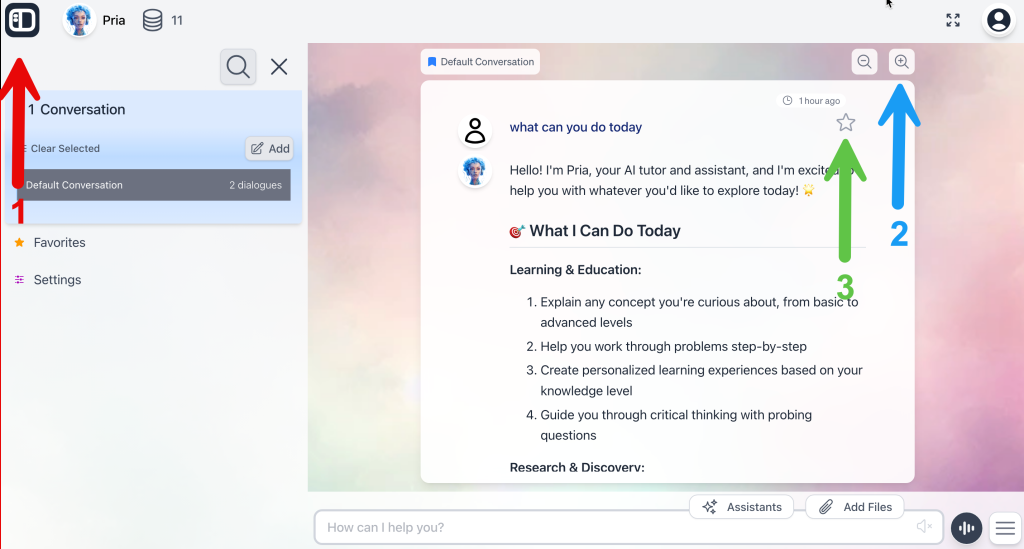 Pria
11
Default Conversation
1 Conversation
1 hour ago
what can you do today
Clear Selected
Add
Hello! I'm Pria, your AI tutor and assistant, and I'm excited to
help you with whatever you'd like to explore today! 🌟
Default Conversation
2 dialogues
1
2
🎯 What I Can Do Today
Favorites
Learning & Education:
Settings
3
1. Explain any concept you're curious about, from basic to
advanced levels
2. Help you work through problems step-by-step
3. Create personalized learning experiences based on your
knowledge level
4. Guide you through critical thinking with probing
questions
Research & Discovery:
Assistants
Add Files
How can I help you?